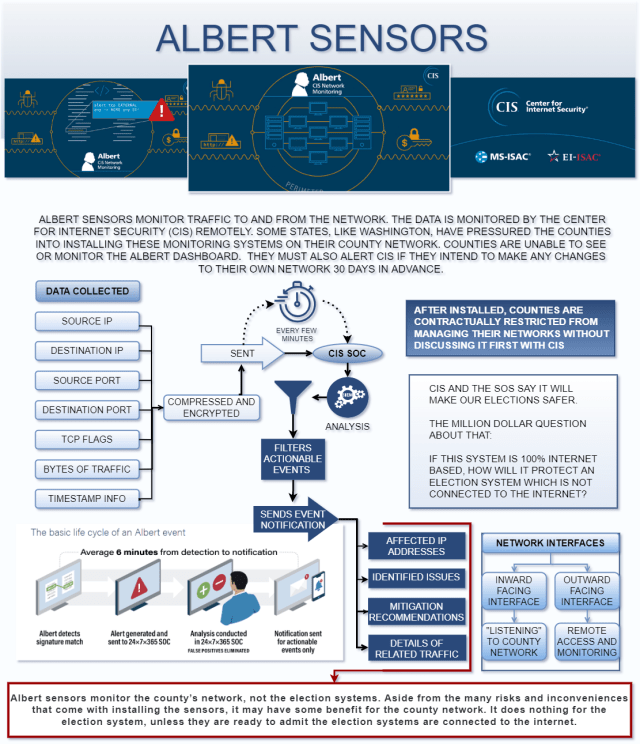 ALBERT SENSORS
Albert
CIS Network
Monitoring
Albert
CIS Network
Monitoring
CIS
PERIMETER
CIS
Center for
Internet Security®
MS-ISAC®
EI-ISAC®
ALBERT SENSORS MONITOR TRAFFIC TO AND FROM THE NETWORK. THE DATA IS MONITORED BY THE CENTER
FOR INTERNET SECURITY (CIS) REMOTELY. SOME STATES, LIKE WASHINGTON, HAVE PRESSURED THE COUNTIES
INTO INSTALLING THESE MONITORING SYSTEMS ON THEIR COUNTY NETWORK. COUNTIES ARE UNABLE TO SEE
OR MONITOR THE ALBERT DASHBOARD. THEY MUST ALSO ALERT CIS IF THEY INTEND TO MAKE ANY CHANGES
TO THEIR OWN NETWORK 30 DAYS IN ADVANCE.
DATA COLLECTED
SOURCE IP
DESTINATION IP
SOURCE PORT
DESTINATION PORT
TCP FLAGS
BYTES OF TRAFFIC
TIMESTAMP INFO
COMPRESSED AND
ENCRYPTED
SENT
EVERY FEW
MINUTES
CIS SOC
ANALYSIS
FILTERS
ACTIONABLE
EVENTS
SENDS EVENT
NOTIFICATION
AFTER INSTALLED, COUNTIES ARE
CONTRACTUALLY RESTRICTED FROM
MANAGING THEIR NETWORKS WITHOUT
DISCUSSING IT FIRST WITH CIS
CIS AND THE SOS SAY IT WILL
MAKE OUR ELECTIONS SAFER.
THE MILLION DOLLAR QUESTION
ABOUT THAT:
IF THIS SYSTEM IS 100% INTERNET
BASED, HOW WILL IT PROTECT AN
ELECTION SYSTEM WHICH IS NOT
CONNECTED TO THE INTERNET?
The basic life cycle of an Albert event
Average 6 minutes from detection to notification
Albert detects
signature match
Alert generated and
sent to 24×7×365 SOC
Analysis conducted
in 24×7×365 SOC
FALSE POSITIVES ELIMINATED
Notification sent
for actionable
events only
AFFECTED IP
ADDRESSES
IDENTIFIED ISSUES
MITIGATION
RECOMMENDATIONS
DETAILS OF
RELATED TRAFFIC
NETWORK INTERFACES
INWARD
FACING
INTERFACE
OUTWARD
FACING
INTERFACE
"LISTENING"
TO COUNTY
NETWORK
REMOTE
ACCESS AND
MONITORING
Albert sensors monitor the county's network, not the election systems. Aside from the many risks and inconveniences
that come with installing the sensors, it may have some benefit for the county network. It does nothing for the
election system, unless they are ready to admit the election systems are connected to the internet.